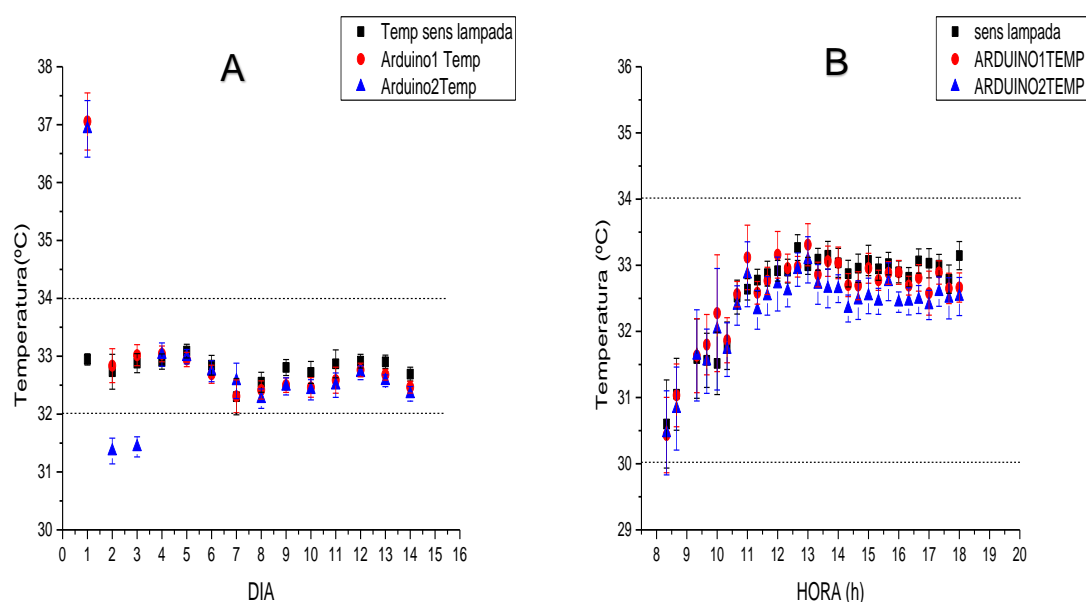 Temp sens lampada
Arduino1 Temp
Arduino2Temp
A
38
37
36
35
34
33
32
31
30
Temperatura(ºC)
0 1 2 3 4 5 6 7 8 9 10 11 12 13 14 15 16
DIA
sens lampada
ARDUINO1TEMP
ARDUINO2TEMP
B
36
35
34
33
32
31
30
29
Temperatura (ºC)
8 9 10 11 12 13 14 15 16 17 18 19 20
HORA (h)